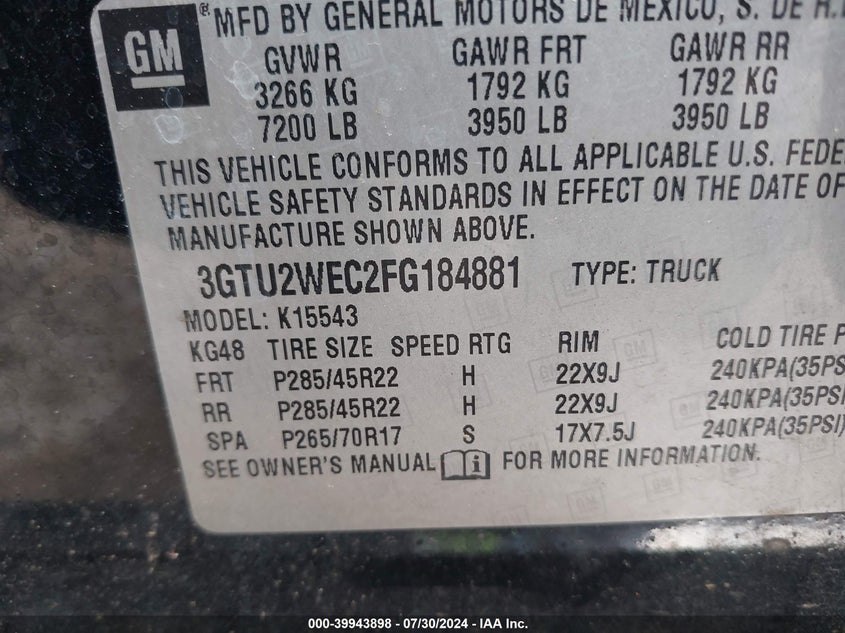 GM ® MFD BY GENERAL MOTORS DE MEXICO, S. DE R.L
GVWR GAWR FRT GAWR RR
3266 KG 1792 KG 1792 KG
7200 LB 3950 LB 3950 LB
THIS VEHICLE CONFORMS TO ALL APPLICABLE U.S. FEDE
VEHICLE SAFETY STANDARDS IN EFFECT ON THE DATE OF
MANUFACTURE SHOWN ABOVE.
3GTU2WEC2FG184881 TYPE: TRUCK
MODEL: K15543
KG48 TIRE SIZE SPEED RTG RIM COLD TIRE P
FRT P285/45R22 H 22X9J 240KPA(35PSI
RR P285/45R22 H 22X9J 240KPA(35PSI
SPA P265/70R17 S 17X7.5J 240KPA(35PSI)
SEE OWNER'S MANUAL i FOR MORE INFORMATION.
000-39943898 / 07/30/2024 - IAA Inc.